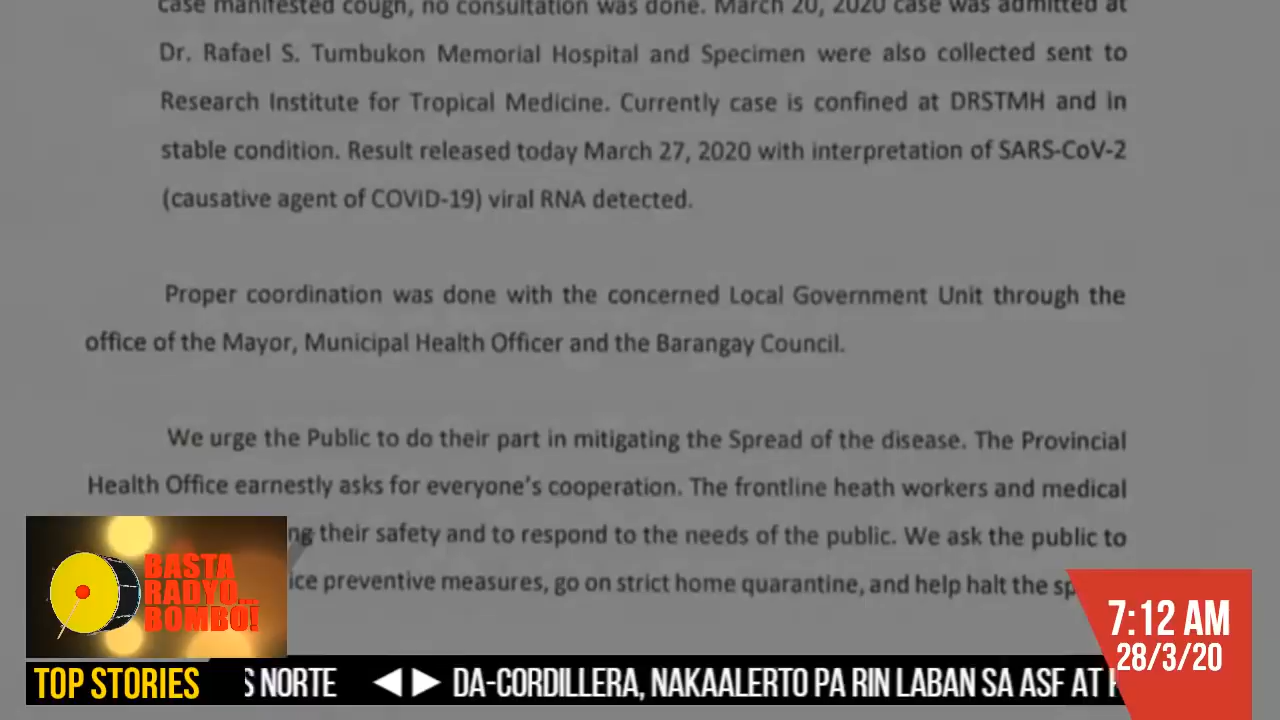 case manifested cough, no consultation was done. March 20, 2020 case was admitted at
Dr. Rafael S. Tumbukon Memorial Hospital and Specimen were also collected sent to
Research Institute for Tropical Medicine. Currently case is confined at DRSTMH and in
stable condition. Result released today March 27, 2020 with interpretation of SARS-CoV-2
(causative agent of COVID-19) viral RNA detected.
Proper coordination was done with the concerned Local Government Unit through the
office of the Mayor, Municipal Health Officer and the Barangay Council.
We urge the Public to do their part in mitigating the Spread of the disease. The Provincial
Health Office earnestly asks for everyone's cooperation. The frontline heath workers and medical
their safety and to respond to the needs of the public. We ask the public to
preventive measures, go on strict home quarantine, and help halt the
BASTA
RADYO...
BOMBO!
7:12 AM
28/3/20
TOP STORIES
S NORTE ◀▶ DA-CORDILLERA, NAKAALERTO PA RIN LABAN SA ASF AT